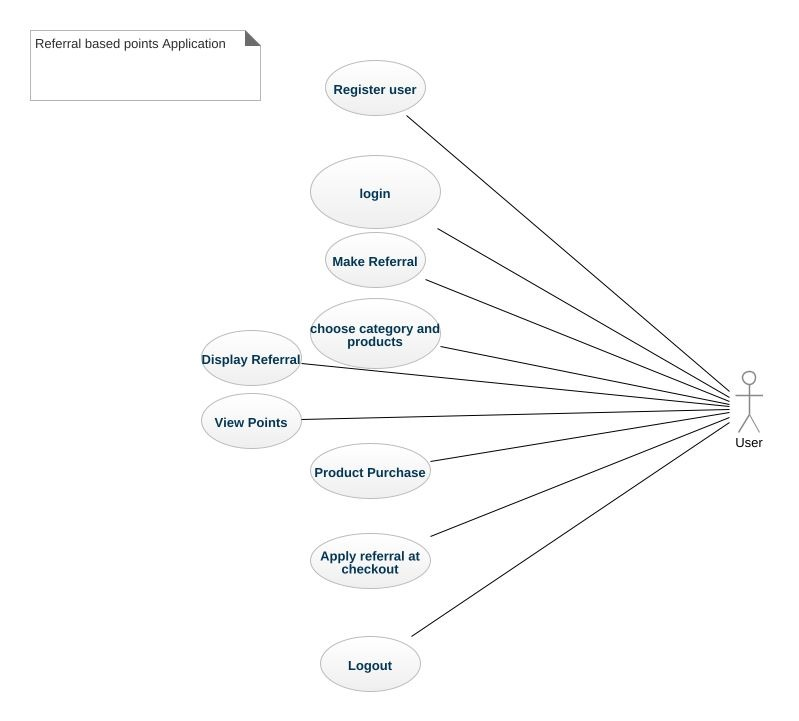 Referral based points Application
Register user
login
Make Referral
choose category and
products
Display Referral
View Points
User
Product Purchase
Apply referral at
checkout
Logout